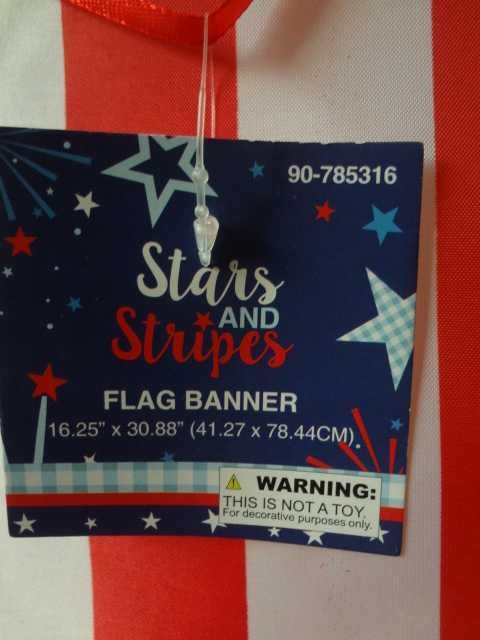 90-785316
Stars
AND
Stripes
FLAG BANNER
16.25" x 30.88" (41.27 x 78.44CM).
WARNING:
THIS IS NOT A TOY.
For decorative purposes only.